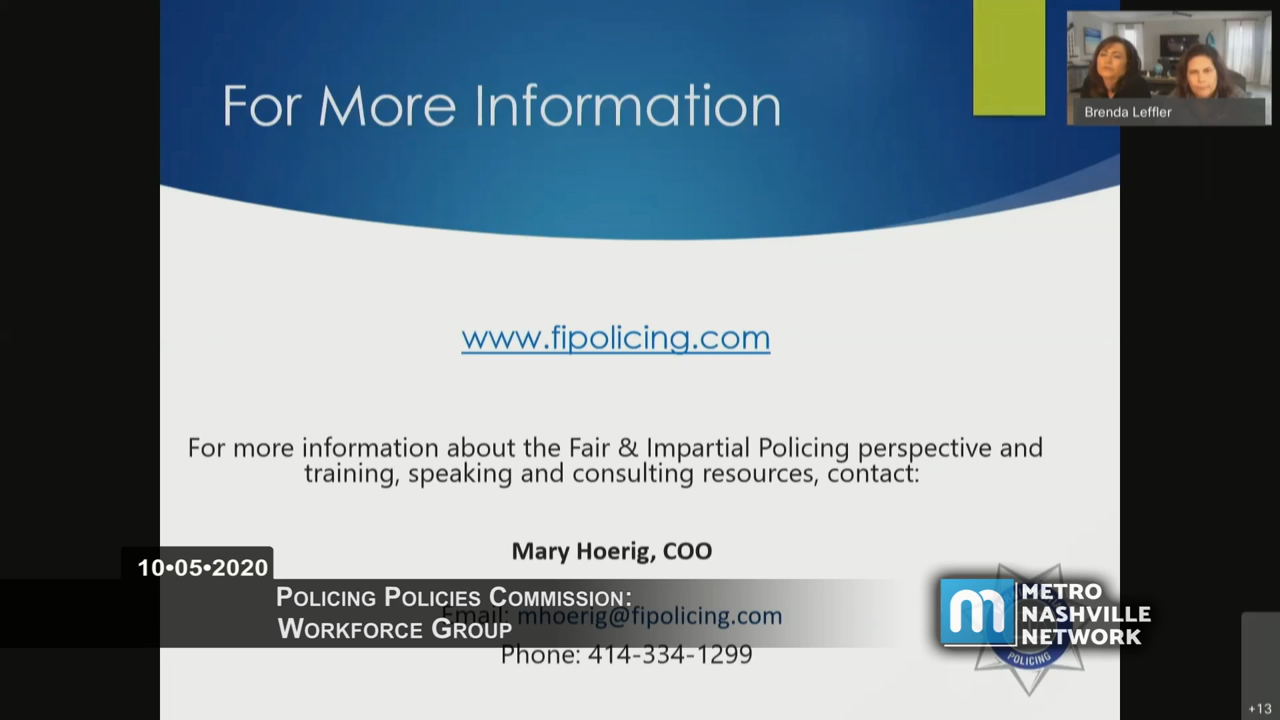 For More Information
Brenda Leffler
www.fipolicing.com
For more information about the Fair & Impartial Policing perspective and
training, speaking and consulting resources, contact:
Mary Hoerig, COO
10•05•2020
Policing Policies Commission:
Workforce Group
Email: mhoerig@fipolicing.com
Phone: 414-334-1299
m
METRO
NASHVILLE
NETWORK
POLICING
+13